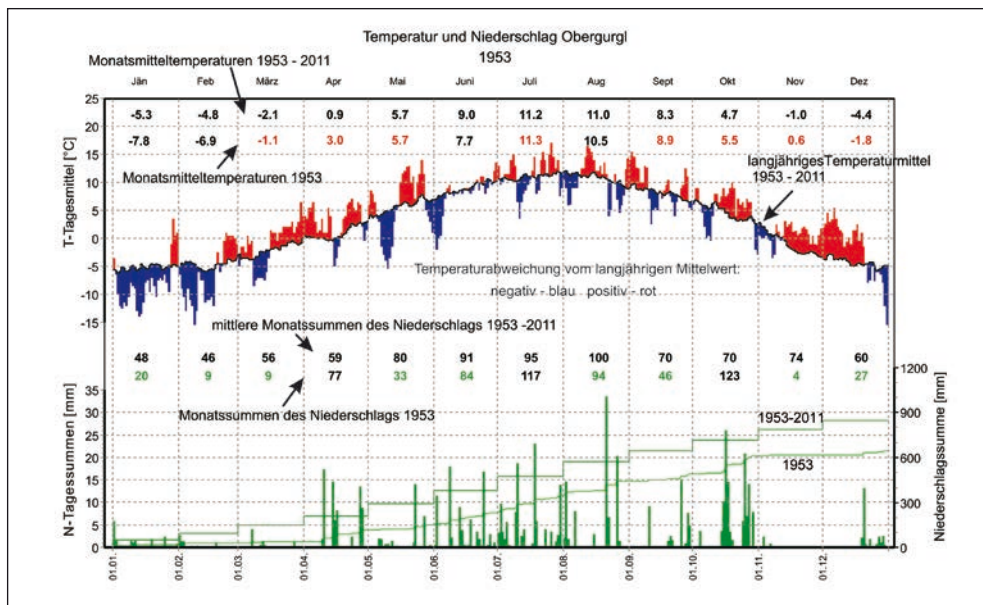 Temperatur und Niederschlag Obergurgl
1953
Monatsmitteltemperaturen 1953 - 2011
Jän Feb März Apr Mai Juni Juli Aug Sept Okt Nov Dez
-5.3 -4.8 -2.1 0.9 5.7 9.0 11.2 11.0 8.3 4.7 -1.0 -4.4
-7.8 -6.9 -1.1 3.0 5.7 7.7 11.3 10.5 8.9 5.5 0.6 -1.8
Monatsmitteltemperaturen 1953
langjährigesTemperaturmittel
1953 - 2011
T-Tagesmittel [°C]
25
20
15
10
5
0
-5
-10
-15
Temperaturabweichung vom langjährigen Mittelwert:
negativ - blau positiv - rot
mittlere Monatssummen des Niederschlags 1953 -2011
48 46 56 59 80 91 95 100 70 70 74 60
20 9 9 77 33 84 117 94 46 123 4 27
Monatssummen des Niederschlags 1953
N-Tagessummen [mm]
35
30
25
20
15
10
5
0
1953-2011
1953
1200
900
600
300
0
Niederschlagssumme [mm]
01.01. 01.02. 01.03. 01.04. 01.05. 01.06. 01.07. 01.08. 01.09. 01.10. 01.11. 01.12.